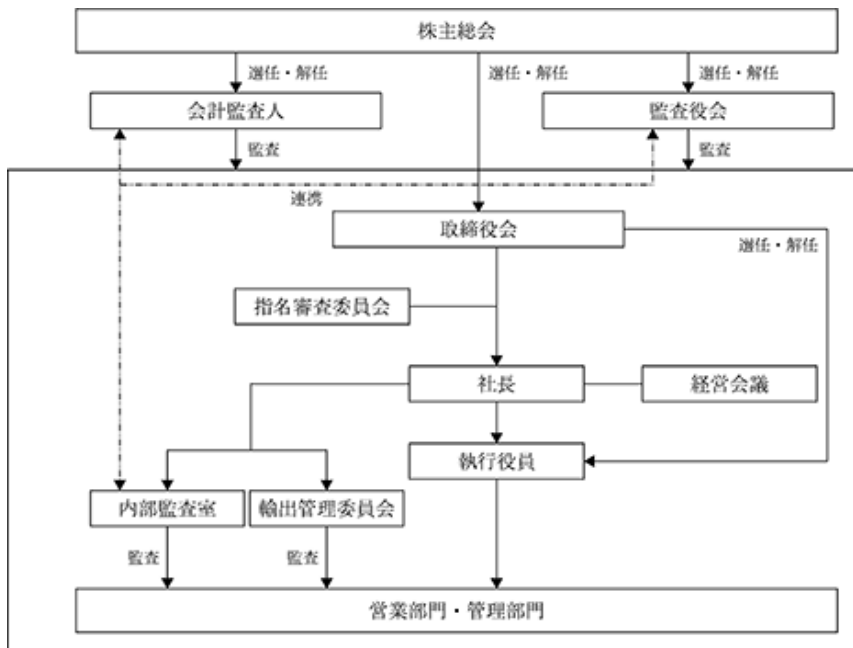 株主総会
選任・解任
選任・解任
選任・解任
会計監査人
監査役会
監査
監査
連携
取締役会
選任・解任
指名審査委員会
社長
経営会議
執行役員
内部監査室
輸出管理委員会
監査
監査
営業部門・管理部門